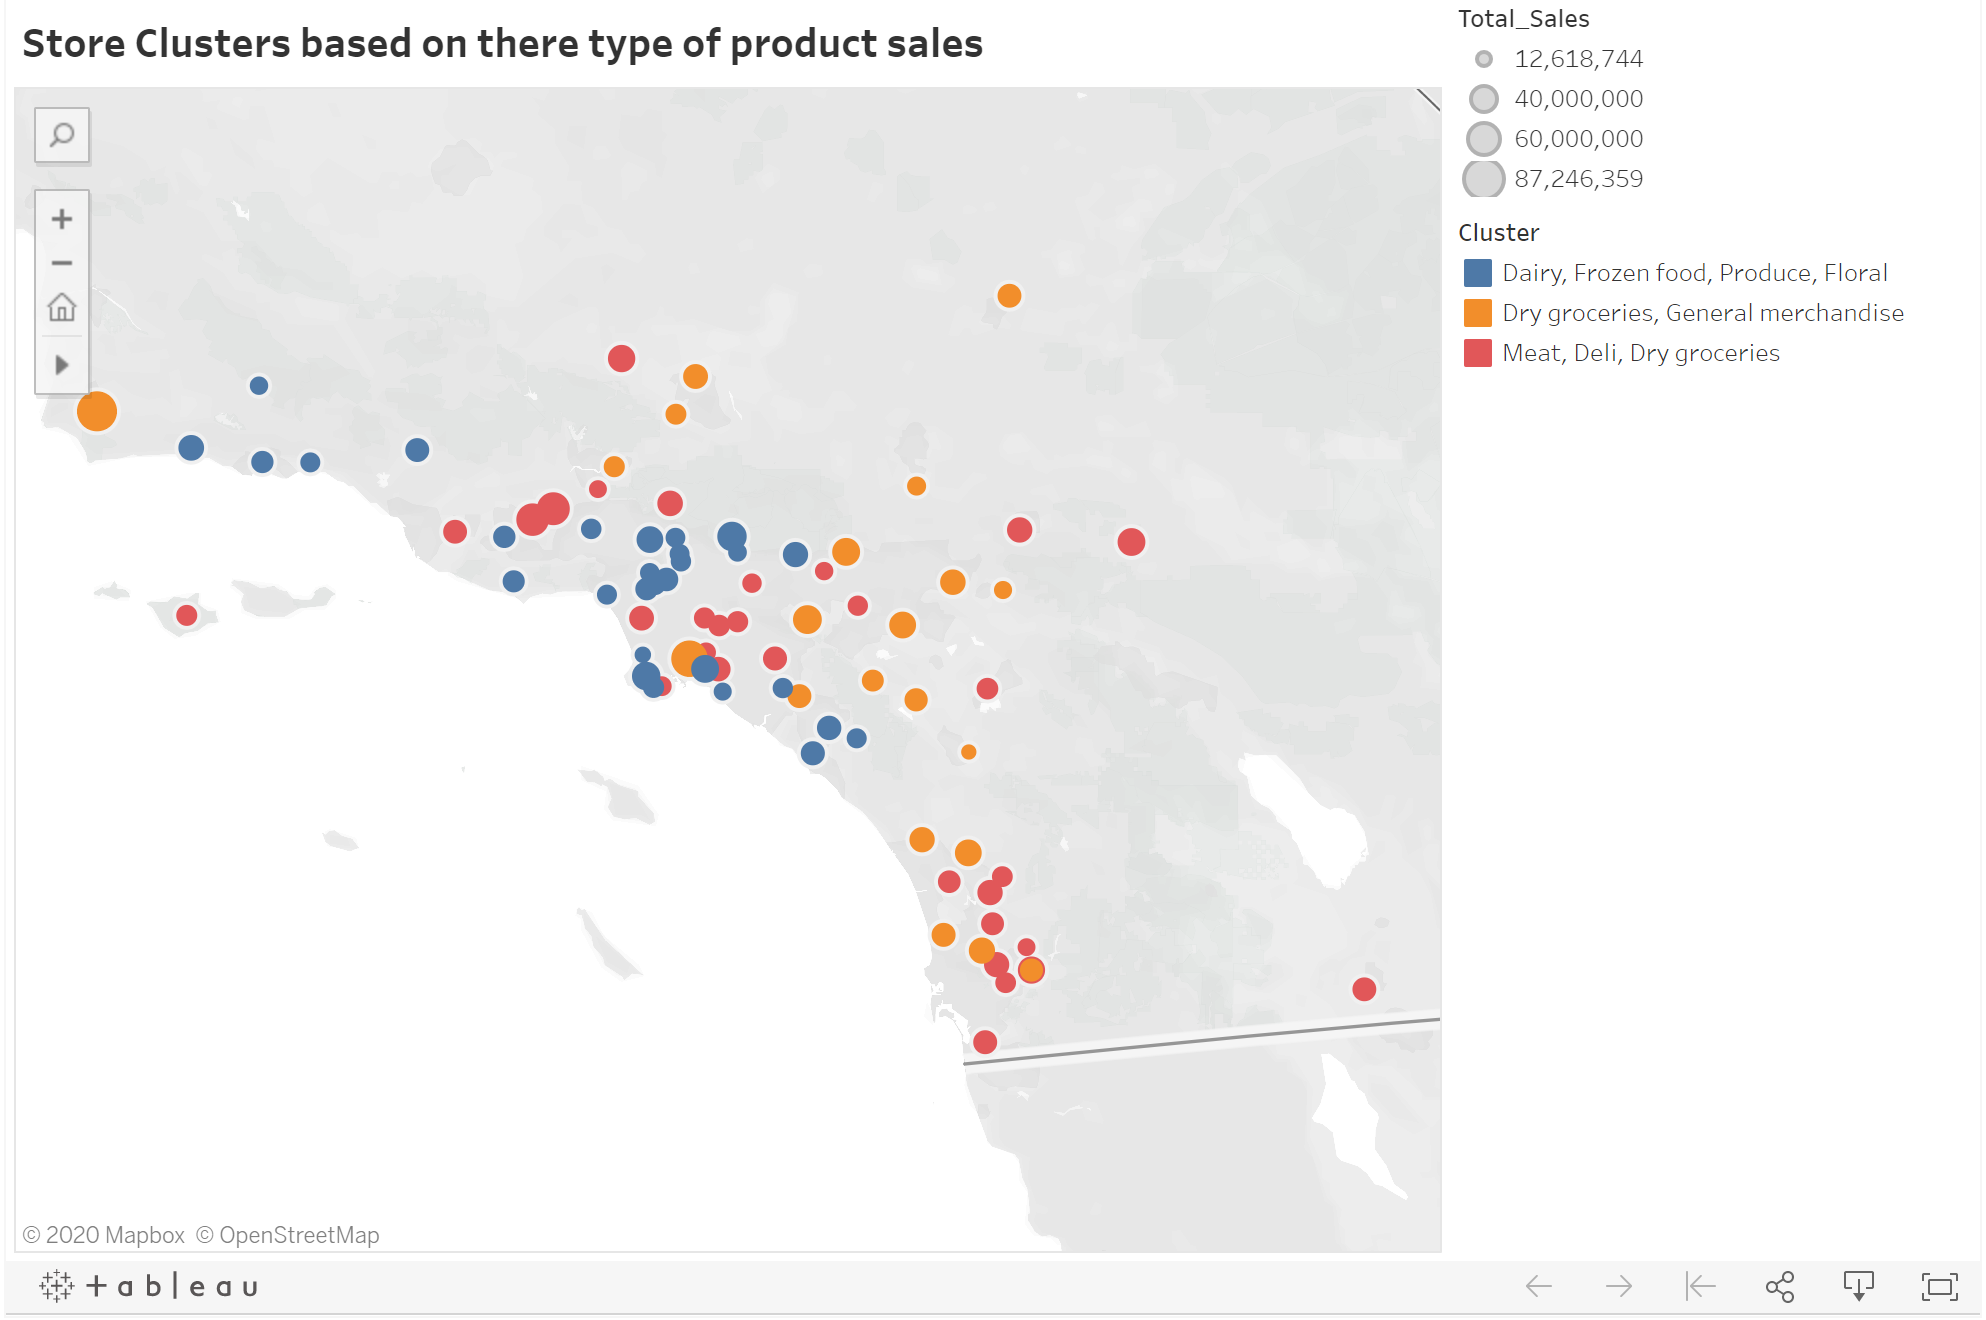 Store Clusters based on there type of product sales
Total_Sales
12,618,744
40,000,000
60,000,000
87,246,359
Cluster
Dairy, Frozen food, Produce, Floral
Dry groceries, General merchandise
Meat, Deli, Dry groceries
© 2020 Mapbox © OpenStreetMap
+ableau